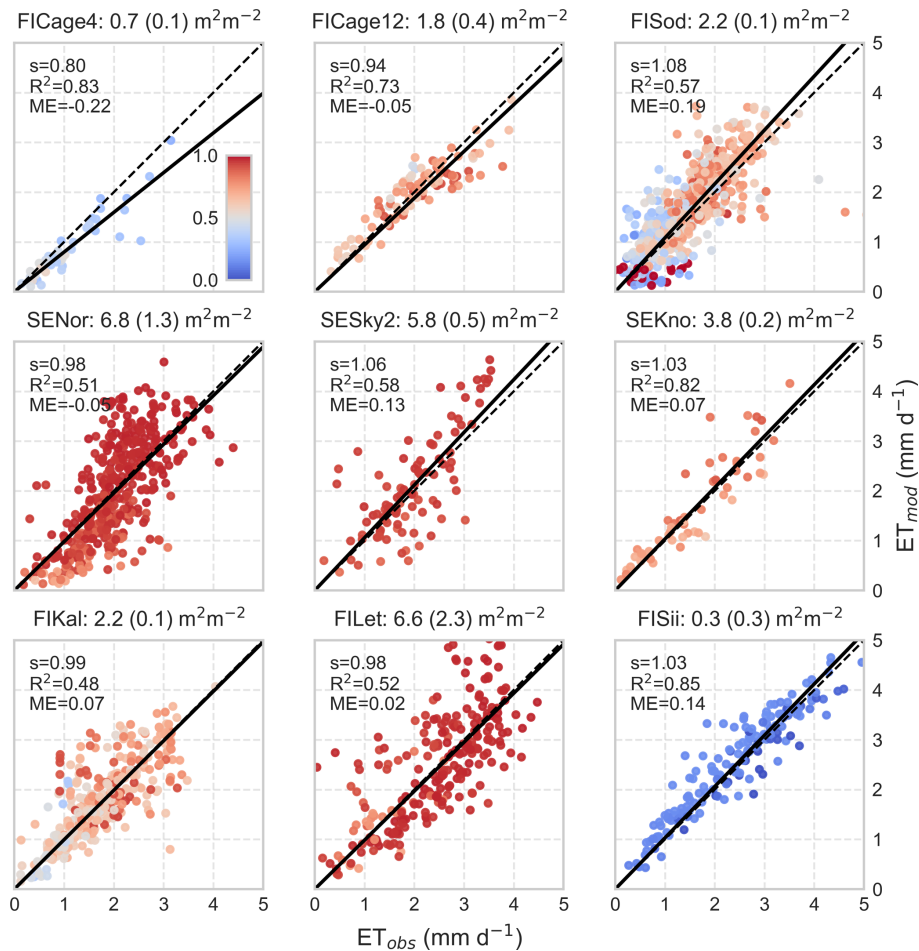 FICage4: 0.7 (0.1) m²m⁻²
s=0.80
R²=0.83
ME=-0.22
1.0
0.5
0.0
FICage12: 1.8 (0.4) m²m⁻²
s=0.94
R²=0.73
ME=-0.05
FISod: 2.2 (0.1) m²m⁻²
s=1.08
R²=0.57
ME=0.19
5
4
3
2
1
0
SENor: 6.8 (1.3) m²m⁻²
s=0.98
R²=0.51
ME=-0.05
SESky2: 5.8 (0.5) m²m⁻²
s=1.06
R²=0.58
ME=0.13
SEKno: 3.8 (0.2) m²m⁻²
s=1.03
R²=0.82
ME=0.07
5
4
3
2
1
0
ET_mod (mm d⁻¹)
FIKal: 2.2 (0.1) m²m⁻²
s=0.99
R²=0.48
ME=0.07
0 1 2 3 4 5
FILet: 6.6 (2.3) m²m⁻²
s=0.98
R²=0.52
ME=0.02
0 1 2 3 4 5
FISii: 0.3 (0.3) m²m⁻²
s=1.03
R²=0.85
ME=0.14
5
4
3
2
1
0
0 1 2 3 4 5
ET_obs (mm d⁻¹)